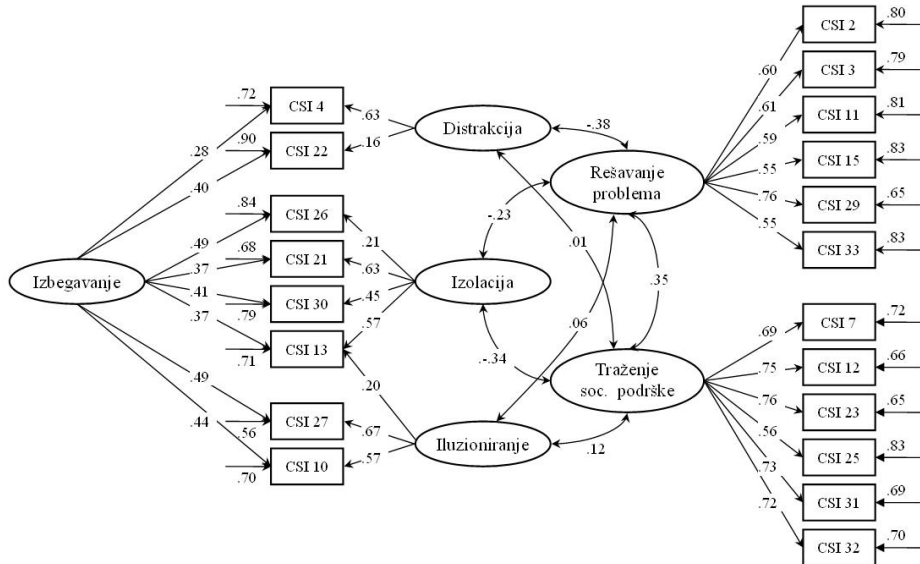 .80
CSI 2
.60
.79
CSI 3
.61
.72
CSI 4
.63
Distrakcija
-.38
.81
CSI 11
.59
.90
CSI 22
.16
.28
.40
Rešavanje
problema
.55
CSI 15
.83
.76
CSI 29
.65
.84
CSI 26
-.23
.55
CSI 33
.83
.49
.21
.01
.68
CSI 21
.63
.37
Izbegavanje
Izolacija
.35
.41
CSI 30
.45
.79
.37
.57
.06
CSI 7
.72
.69
CSI 13
.71
-.34
Traženje
soc. podrške
.75
CSI 12
.66
.20
.49
.76
CSI 23
.65
.44
CSI 27
.67
.56
Iluzioniranje
.12
.56
CSI 25
.83
CSI 10
.57
.70
.73
CSI 31
.69
.72
CSI 32
.70